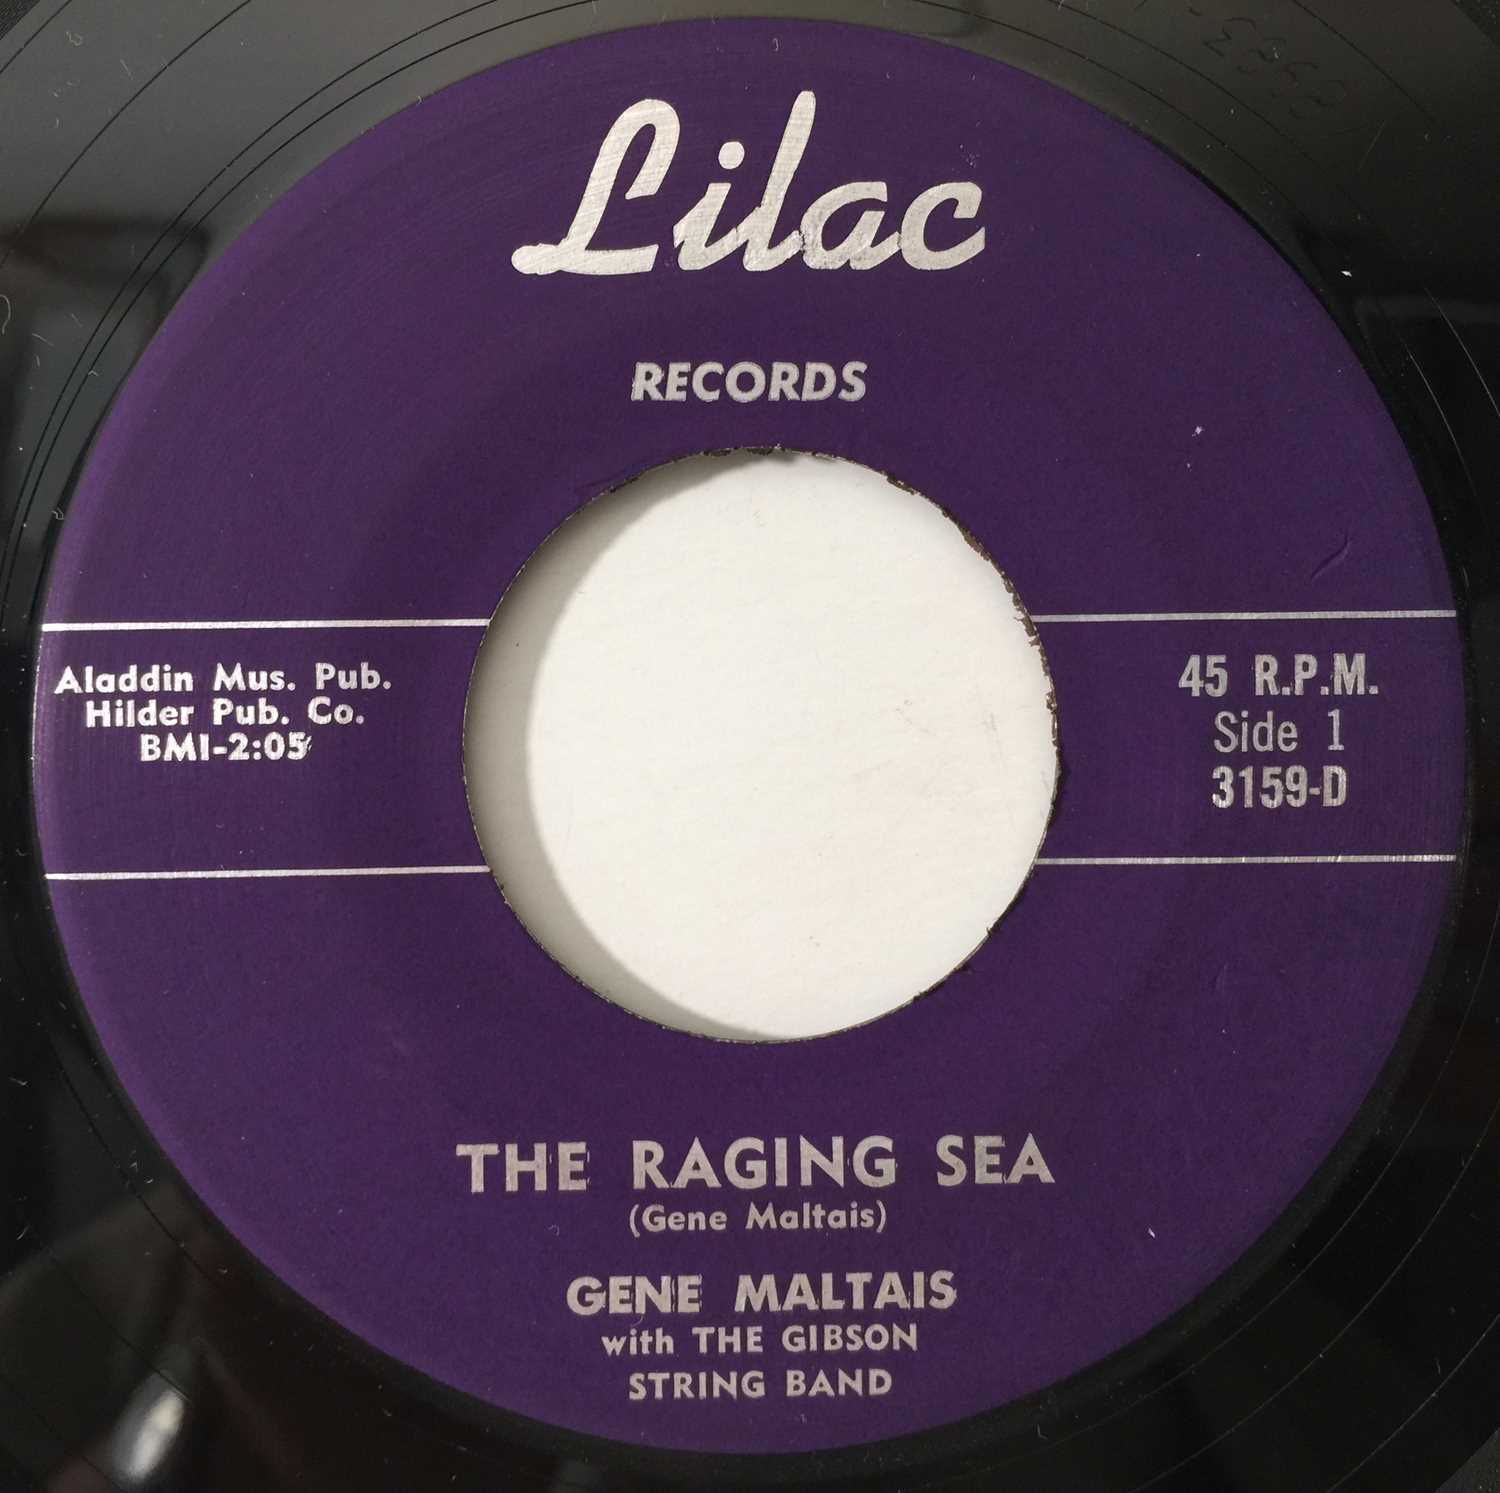 Lilac
RECORDS
Aladdin Mus. Pub.
Hilder Pub. Co.
BMI-2:05
45 R.P.M.
Side 1
3159-D
THE RAGING SEA
(Gene Maltais)
GENE MALTAIS
with THE GIBSON
STRING BAND